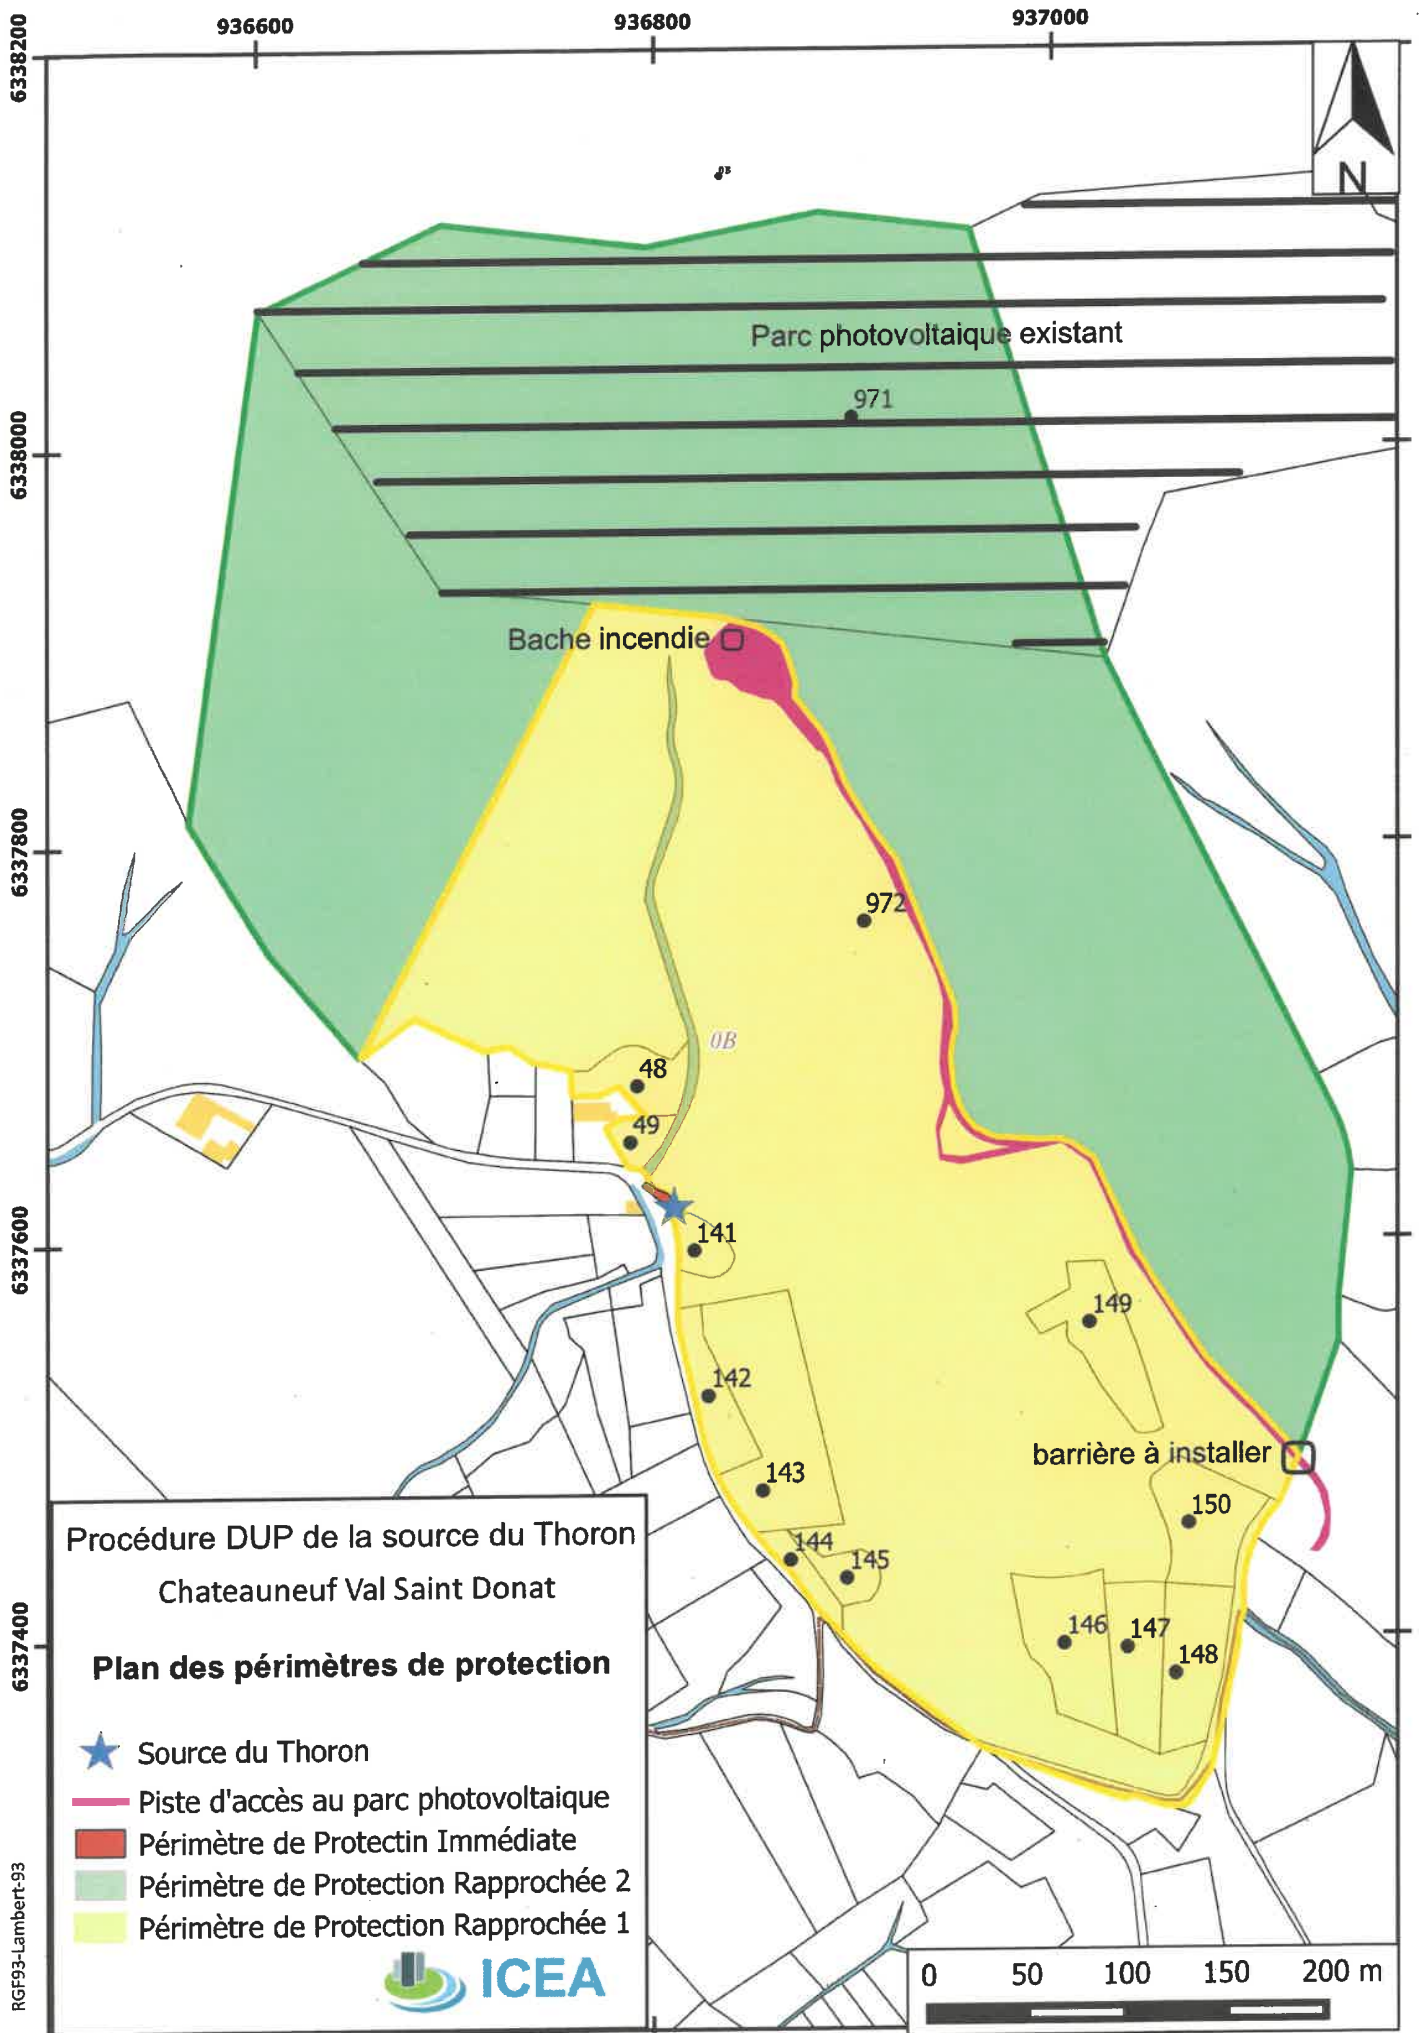 936600
936800
937000
6338200
N
Parc photovoltaique existant
971
6338000
Bache incendie
6337800
972
0B
48
49
141
6337600
149
142
barrière à installer
143
150
144
145
146
147
148
6337400
Procédure DUP de la source du Thoron
Chateauneuf Val Saint Donat
Plan des périmètres de protection
Source du Thoron
Piste d'accès au parc photovoltaique
Périmètre de Protectin Immédiate
Périmètre de Protection Rapprochée 2
Périmètre de Protection Rapprochée 1
ICEA
RGF93-Lambert-93
0 50 100 150 200 m